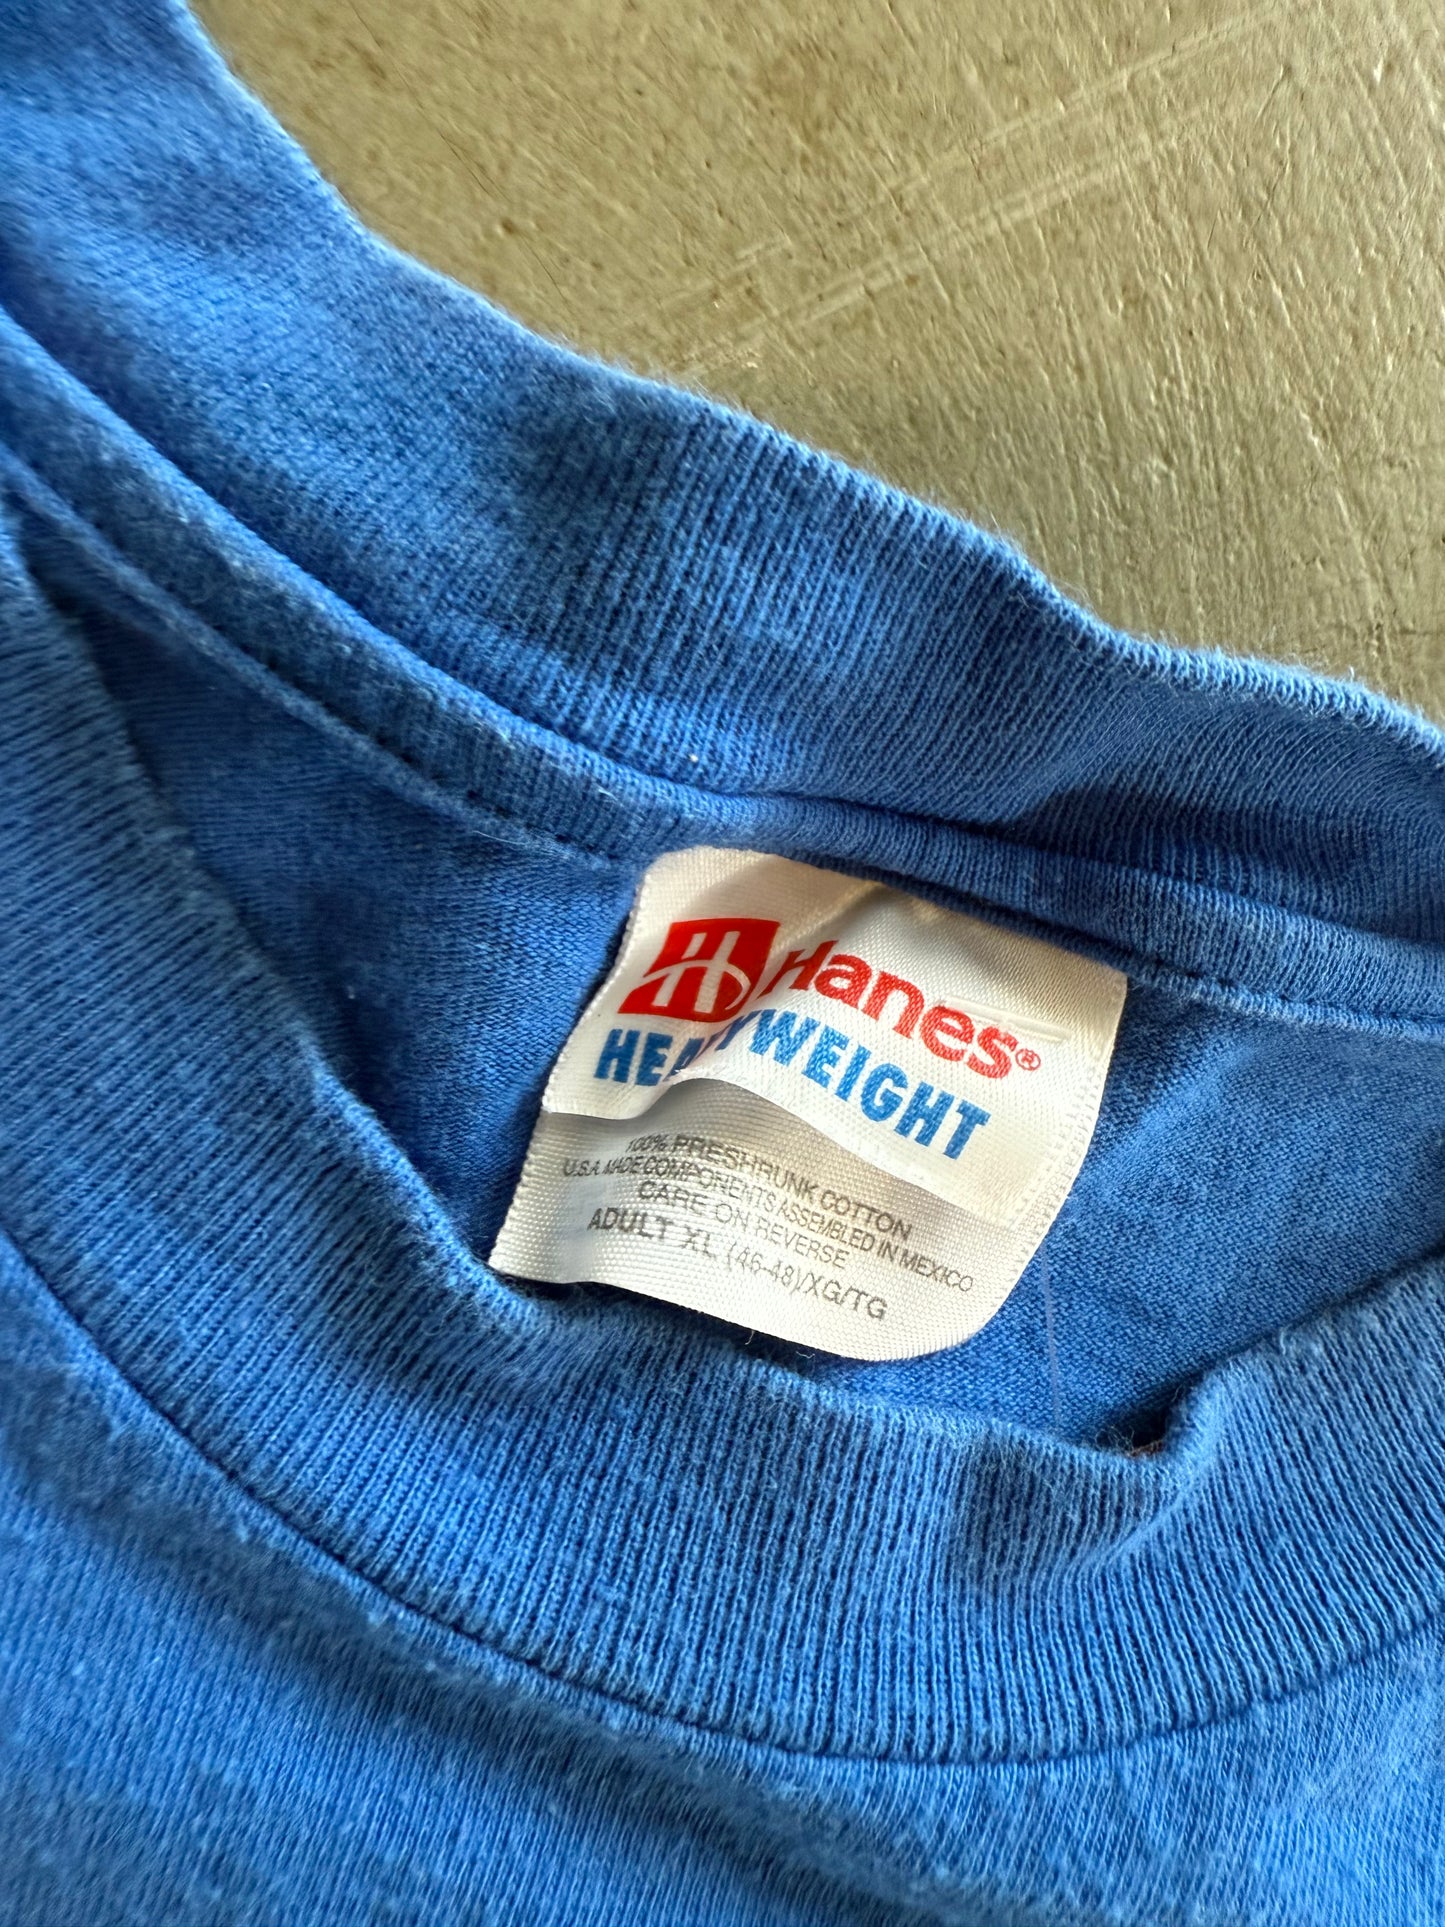 Hanes®
HEAVYWEIGHT
100% PRESHRUNK COTTON
U.S.A. MADE COMPONENTS ASSEMBLED IN MEXICO
CARE ON REVERSE
ADULT XL (46-48)/XG/TG